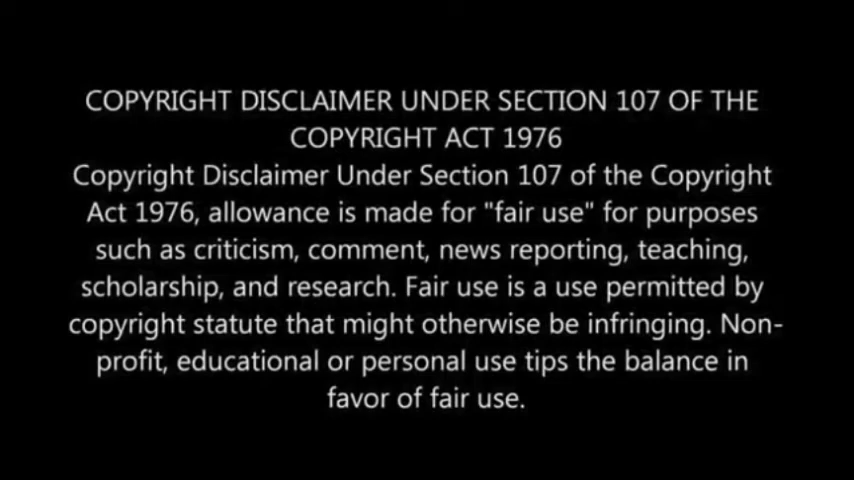 COPYRIGHT DISCLAIMER UNDER SECTION 107 OF THE
COPYRIGHT ACT 1976
Copyright Disclaimer Under Section 107 of the Copyright
Act 1976, allowance is made for "fair use" for purposes
such as criticism, comment, news reporting, teaching,
scholarship, and research. Fair use is a use permitted by
copyright statute that might otherwise be infringing. Non-
profit, educational or personal use tips the balance in
favor of fair use.